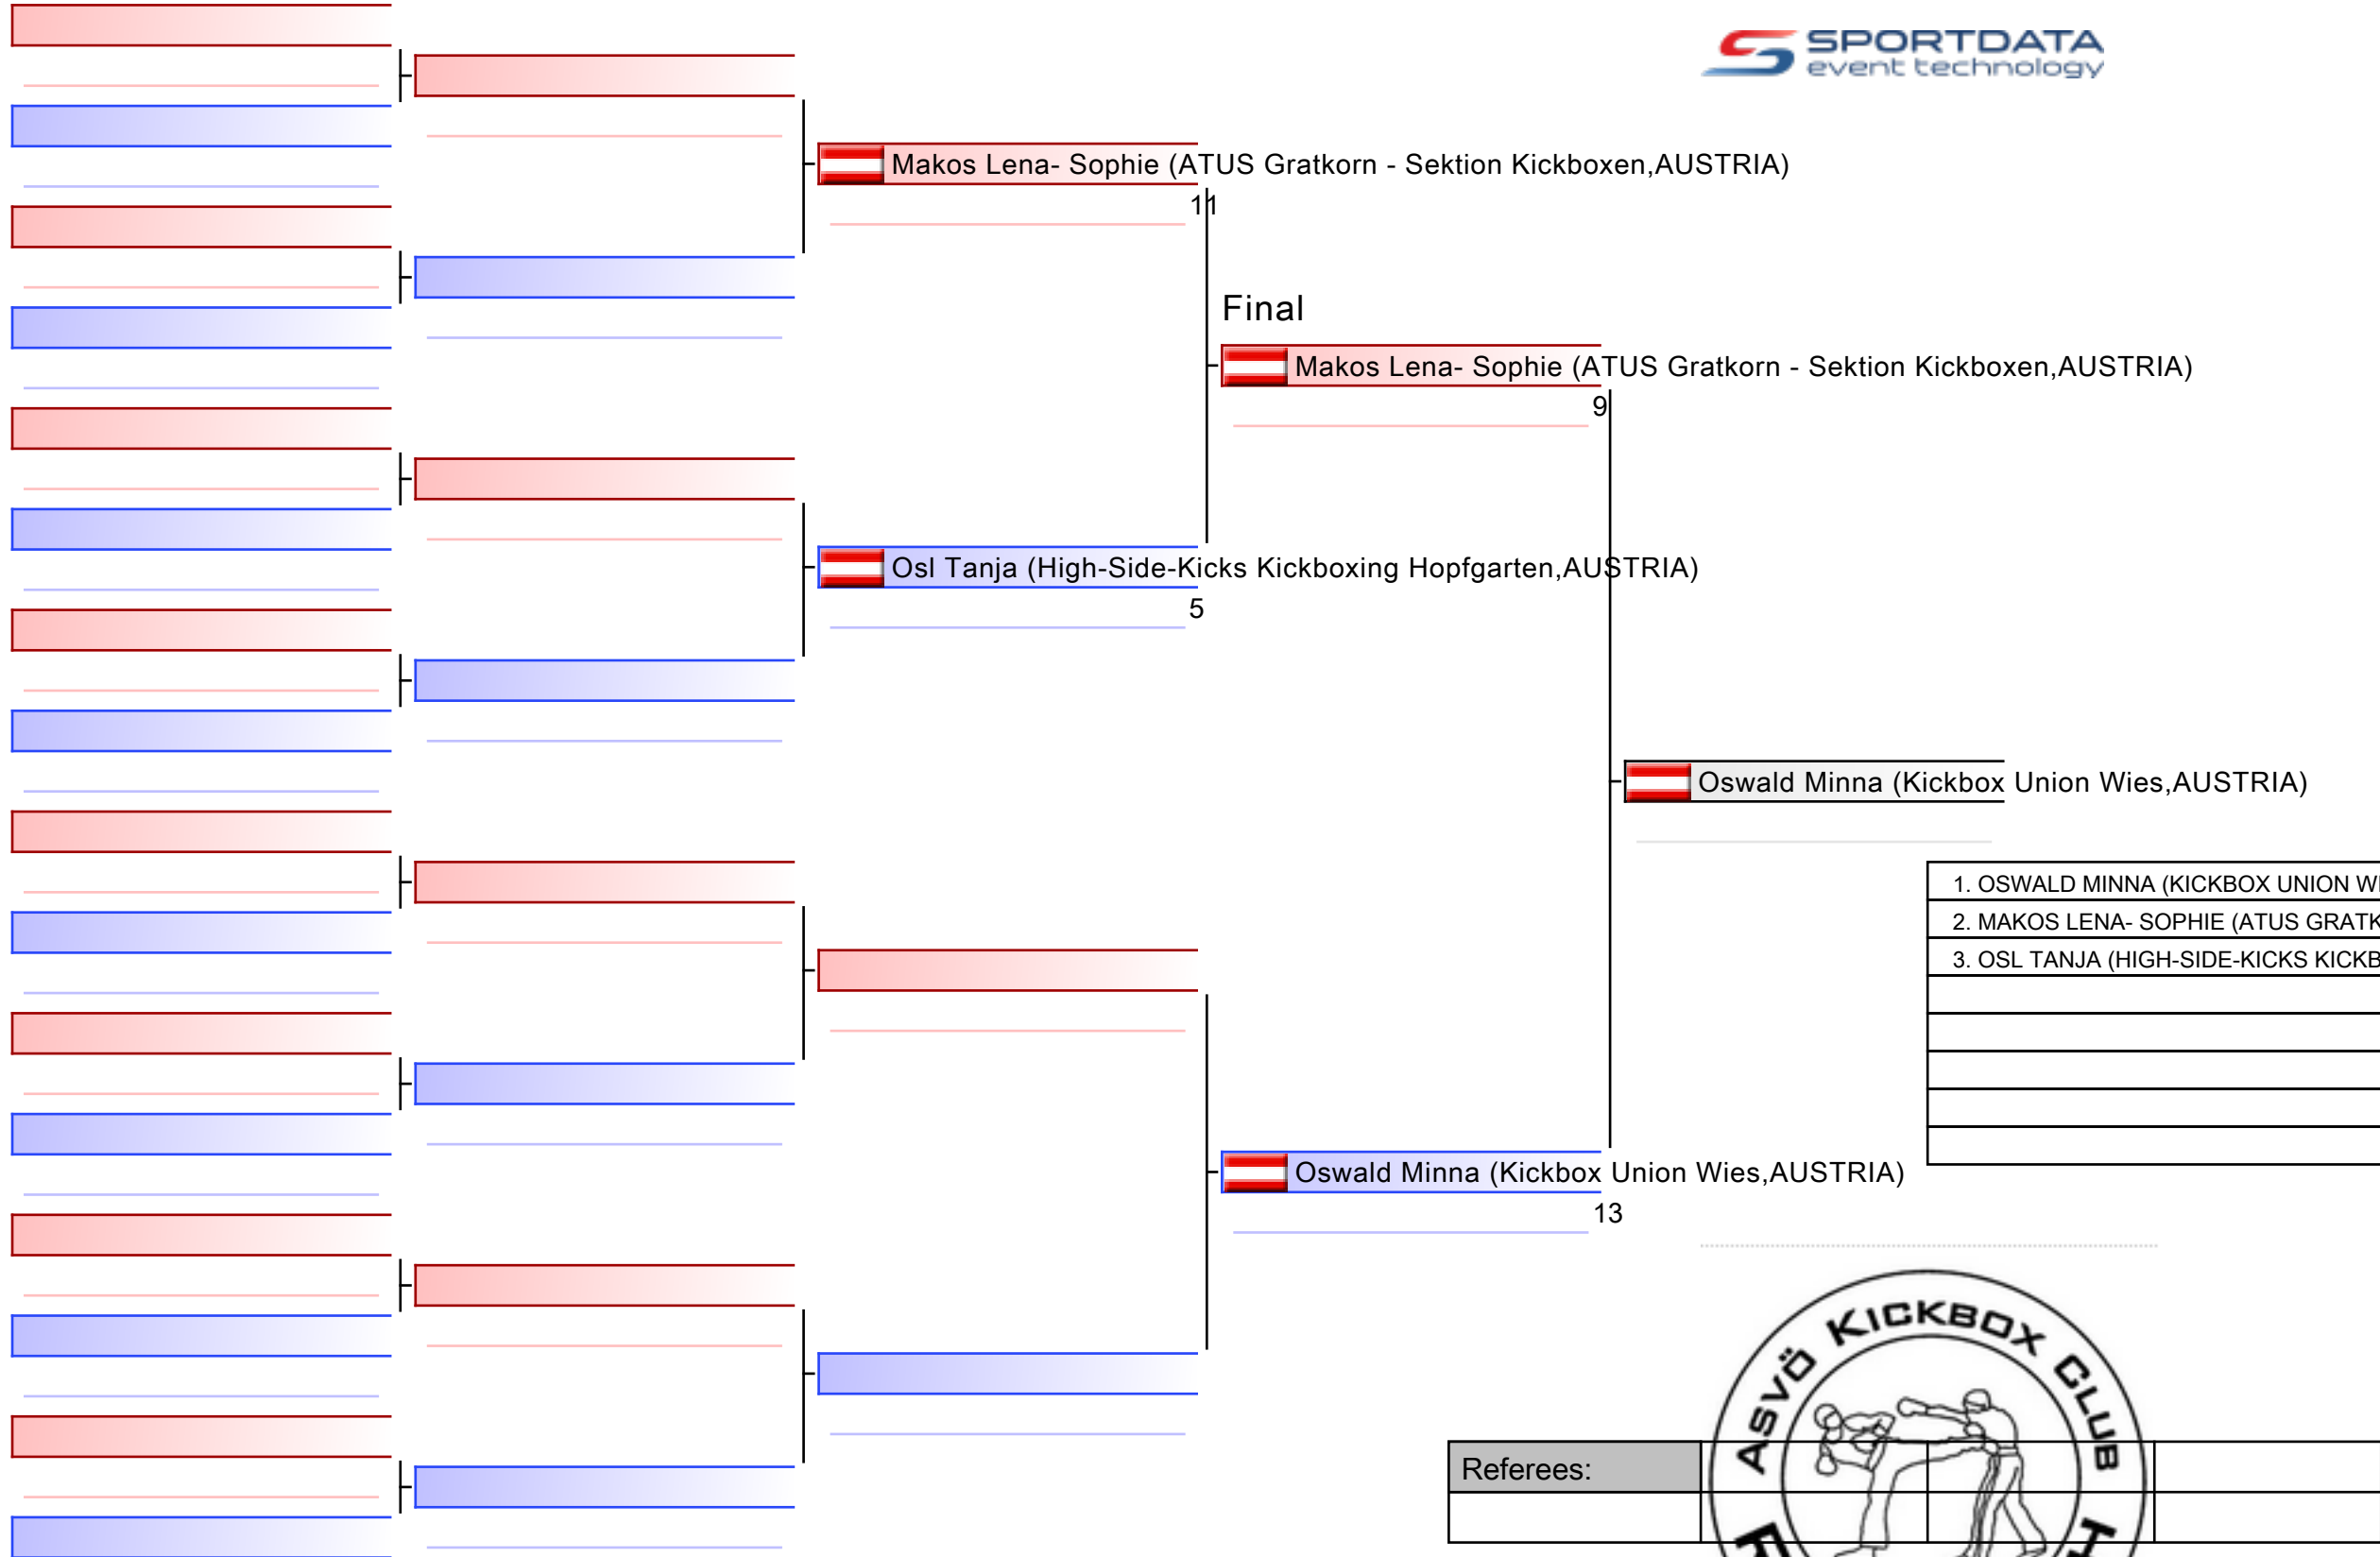 SPORTDATA
event technology
Makos Lena- Sophie (ATUS Gratkorn - Sektion Kickboxen,AUSTRIA)
11
Final
Makos Lena- Sophie (ATUS Gratkorn - Sektion Kickboxen,AUSTRIA)
9
Osl Tanja (High-Side-Kicks Kickboxing Hopfgarten,AUSTRIA)
5
Oswald Minna (Kickbox Union Wies,AUSTRIA)
1. OSWALD MINNA (KICKBOX UNION
2. MAKOS LENA- SOPHIE (ATUS
3. OSL TANJA (HIGH-SIDE-KICKS
Oswald Minna (Kickbox Union Wies,AUSTRIA)
13
ASVÖ KICKBOX CLUB
Referees: